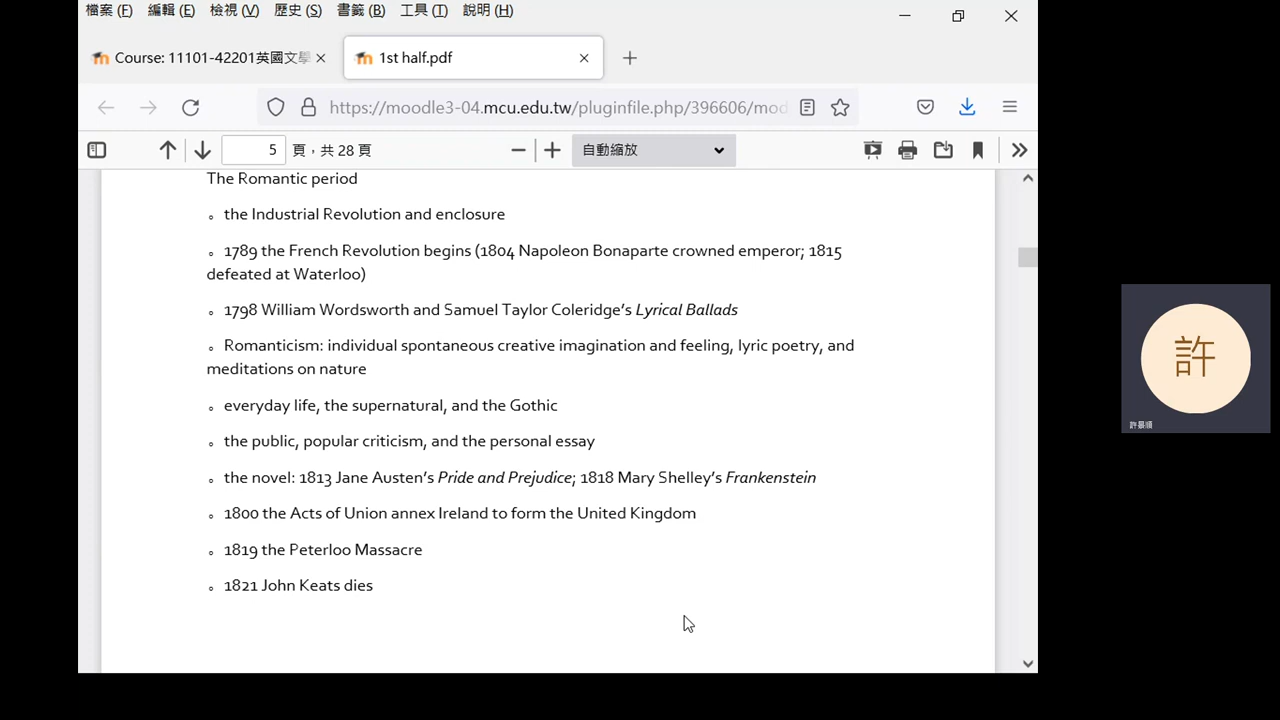 檔案 (F) 編輯 (E) 檢視 (V) 歷史 (S) 書籤 (B) 工具 (T) 說明 (H)
Course: 11101-42201英國文學
1st half.pdf
https://moodle3-04.mcu.edu.tw/pluginfile.php/396606/mod
5 頁，共 28 頁
自動縮放
The Romantic period
。 the Industrial Revolution and enclosure
。 1789 the French Revolution begins (1804 Napoleon Bonaparte crowned emperor; 1815
defeated at Waterloo)
。 1798 William Wordsworth and Samuel Taylor Coleridge’s Lyrical Ballads
。 Romanticism: individual spontaneous creative imagination and feeling, lyric poetry, and
meditations on nature
。 everyday life, the supernatural, and the Gothic
。 the public, popular criticism, and the personal essay
。 the novel: 1813 Jane Austen’s Pride and Prejudice; 1818 Mary Shelley’s Frankenstein
。 1800 the Acts of Union annex Ireland to form the United Kingdom
。 1819 the Peterloo Massacre
。 1821 John Keats dies
許
許景順